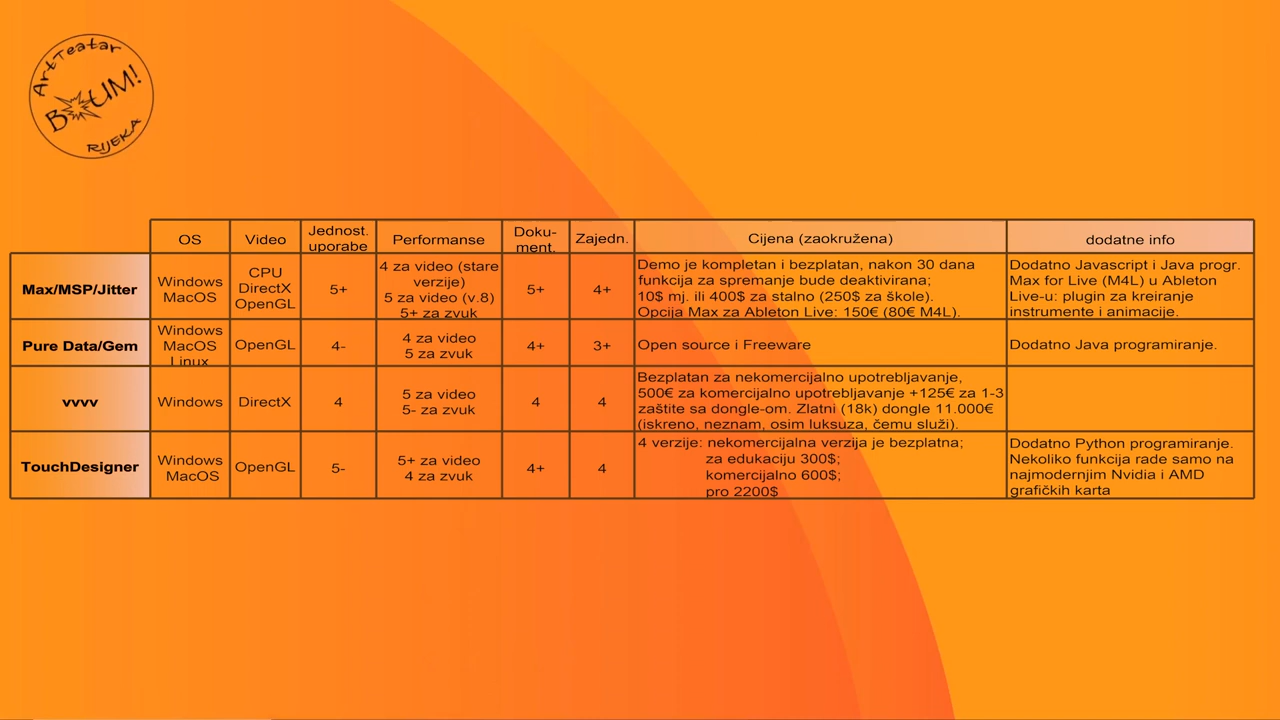 ArtTeatar
BUM!
RIJEKA
OS
Video
Jednost.
uporabe
Performanse
Doku-
ment.
Zajedn.
Cijena (zaokružena)
dodatne info
Max/MSP/Jitter
Windows
MacOS
CPU
DirectX
OpenGL
5+
4 za video (stare
verzije)
5 za video (v.8)
5+ za zvuk
5+
4+
Demo je kompletan i bezplatan, nakon 30 dana
funkcija za spremanje bude deaktivirana;
10$ mj. ili 400$ za stalno (250$ za škole).
Opcija Max za Ableton Live: 150€ (80€ M4L).
Dodatno Javascript i Java progr.
Max for Live (M4L) u Ableton
Live-u: plugin za kreiranje
instrumente i animacije.
Pure Data/Gem
Windows
MacOS
Linux
OpenGL
4-
4 za video
5 za zvuk
4+
3+
Open source i Freeware
Dodatno Java programiranje.
vvvv
Windows
DirectX
4
5 za video
5- za zvuk
4
4
Bezplatan za nekomercijalno upotrebljavanje,
500€ za komercijalno upotrebljavanje +125€ za 1-3
zaštite sa dongle-om. Zlatni (18k) dongle 11.000€
(iskreno, neznam, osim luksuza, čemu služi).
TouchDesigner
Windows
MacOS
OpenGL
5-
5+ za video
4 za zvuk
4+
4
4 verzije: nekomercijalna verzija je bezplatna;
za edukaciju 300$;
komercijalno 600$;
pro 2200$
Dodatno Python programiranje.
Nekoliko funkcija rade samo na
najmodernjim Nvidia i AMD
grafičkih karta